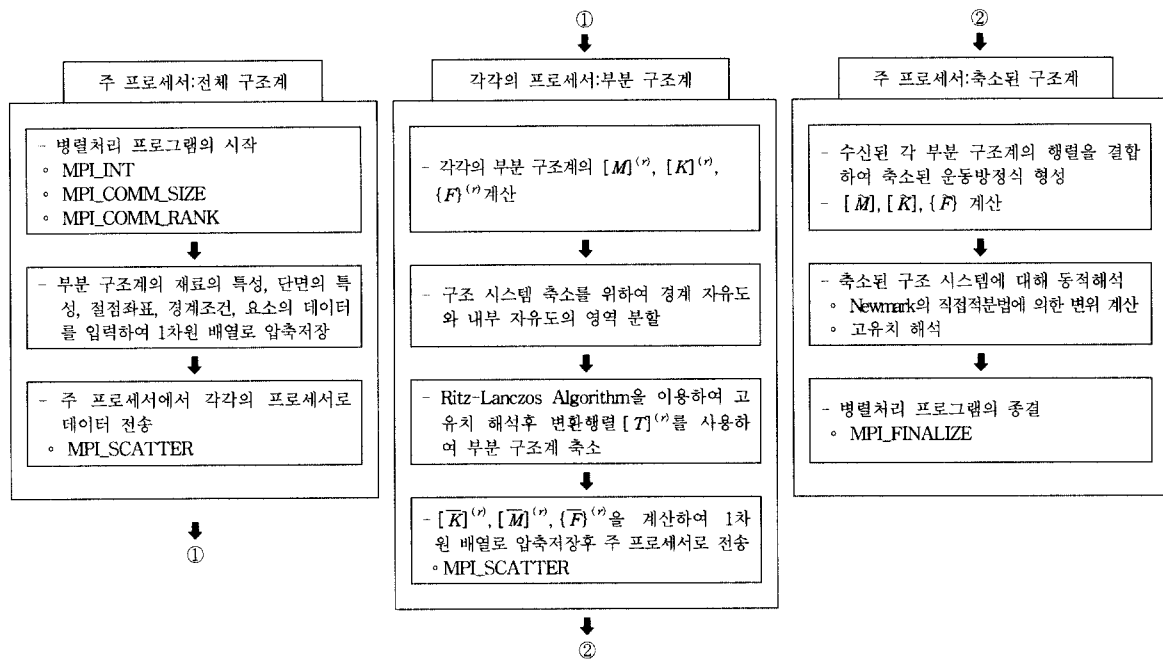 주 프로세서:전체 구조계
- 병렬처리 프로그램의 시작
∘ MPI_INT
∘ MPI_COMM_SIZE
∘ MPI_COMM_RANK
- 부분 구조계의 재료의 특성, 단면의 특
성, 절점좌표, 경계조건, 요소의 데이터
를 입력하여 1차원 배열로 압축저장
- 주 프로세서에서 각각의 프로세서로
데이터 전송
∘ MPI_SCATTER
①
①
각각의 프로세서:부분 구조계
- 각각의 부분 구조계의 [M]⁽ʳ⁾, [K]⁽ʳ⁾,
{F}⁽ʳ⁾계산
- 구조 시스템 축소를 위하여 경계 자유도
와 내부 자유도의 영역 분할
- Ritz-Lanczos Algorithm을 이용하여 고
유치 해석후 변환행렬 [T]⁽ʳ⁾를 사용하
여 부분 구조계 축소
- [K̅]⁽ʳ⁾, [M̅]⁽ʳ⁾, {F̅}⁽ʳ⁾을 계산하여 1차
원 배열로 압축저장후 주 프로세서로 전송
∘ MPI_SCATTER
②
②
주 프로세서:축소된 구조계
- 수신된 각 부분 구조계의 행렬을 결합
하여 축소된 운동방정식 형성
- [M̂], [K̂], {F̂} 계산
- 축소된 구조 시스템에 대해 동적해석
∘ Newmark의 직접적분법에 의한 변위 계산
∘ 고유치 해석
- 병렬처리 프로그램의 종결
∘ MPI_FINALIZE